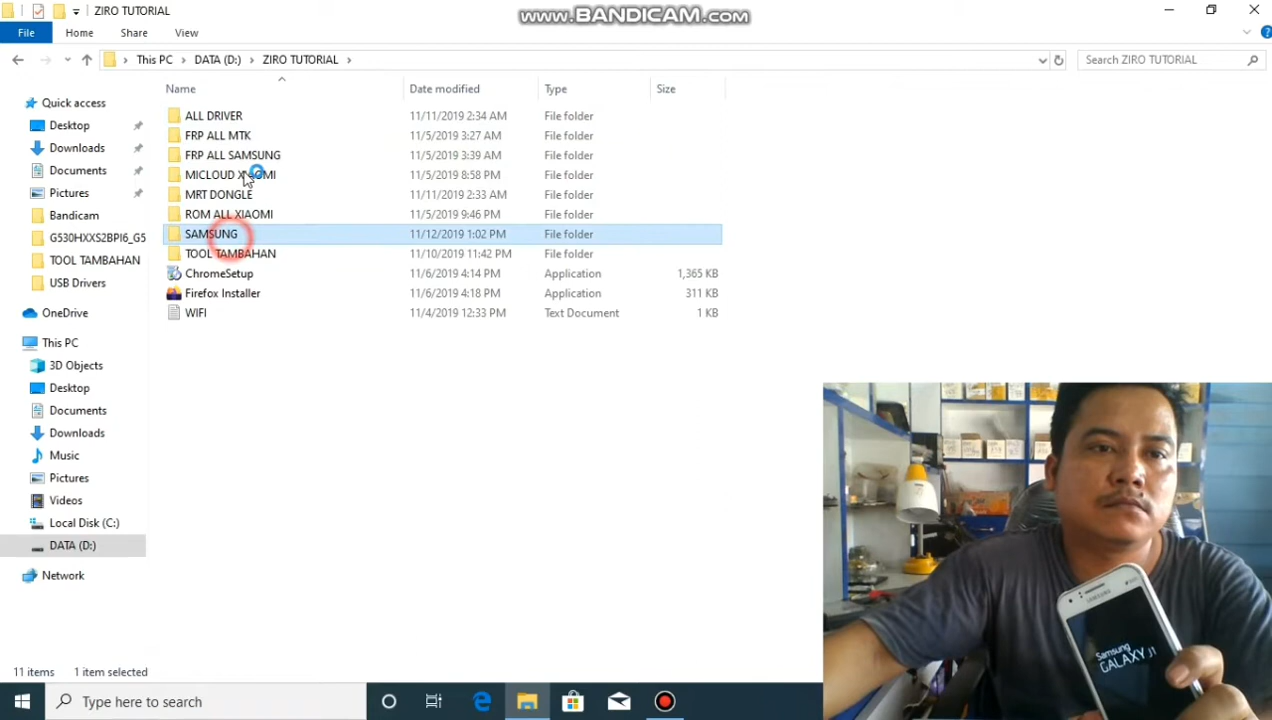 ZIRO TUTORIAL
www.BANDICAM.com
File Home Share View
This PC > DATA (D:) > ZIRO TUTORIAL >
Search ZIRO TUTORIAL
Name Date modified Type Size
Quick access
Desktop
Downloads
Documents
Pictures
Bandicam
G530HXXS2BPI6_G5
TOOL TAMBAHAN
USB Drivers
OneDrive
This PC
3D Objects
Desktop
Documents
Downloads
Music
Pictures
Videos
Local Disk (C:)
DATA (D:)
Network
ALL DRIVER 11/11/2019 2:34 AM File folder
FRP ALL MTK 11/5/2019 3:27 AM File folder
FRP ALL SAMSUNG 11/5/2019 3:39 AM File folder
MICLOUD XIAOMI 11/5/2019 8:58 PM File folder
MRT DONGLE 11/11/2019 2:33 AM File folder
ROM ALL XIAOMI 11/5/2019 9:46 PM File folder
SAMSUNG 11/12/2019 1:02 PM File folder
TOOL TAMBAHAN 11/10/2019 11:42 PM File folder
ChromeSetup 11/6/2019 4:14 PM Application 1,365 KB
Firefox Installer 11/6/2019 4:18 PM Application 311 KB
WIFI 11/4/2019 12:33 PM Text Document 1 KB
SAMSUNG
Samsung
GALAXY J1
11 items 1 item selected
Type here to search